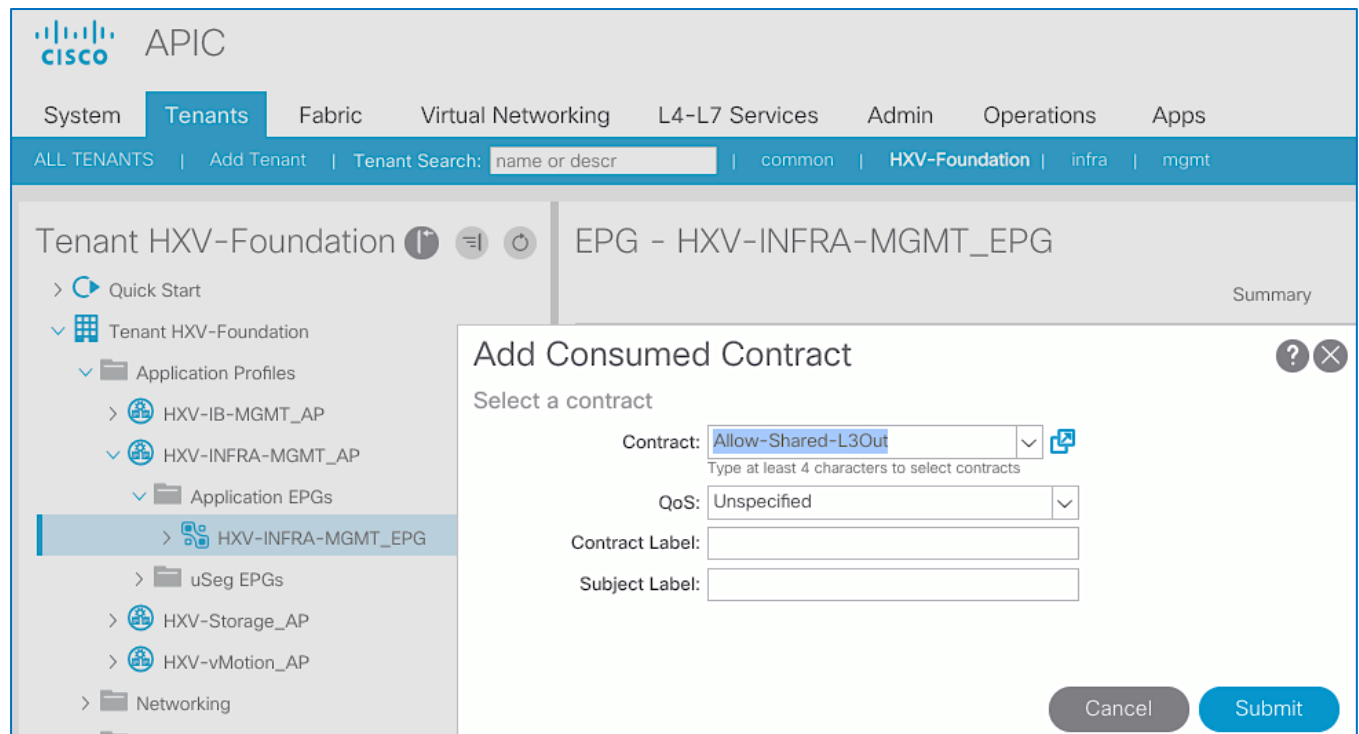 CISCO APIC
System Tenants Fabric Virtual Networking L4-L7 Services Admin Operations Apps
ALL TENANTS | Add Tenant | Tenant Search: name or descr | common | HXV-Foundation | infra | mgmt
Tenant HXV-Foundation
Quick Start
Tenant HXV-Foundation
Application Profiles
HXV-IB-MGMT_AP
HXV-INFRA-MGMT_AP
Application EPGs
HXV-INFRA-MGMT_EPG
uSeg EPGs
HXV-Storage_AP
HXV-vMotion_AP
Networking
EPG - HXV-INFRA-MGMT_EPG
Summary
Add Consumed Contract
Select a contract
Contract: Allow-Shared-L3Out
Type at least 4 characters to select contracts
QoS: Unspecified
Contract Label:
Subject Label:
Cancel Submit